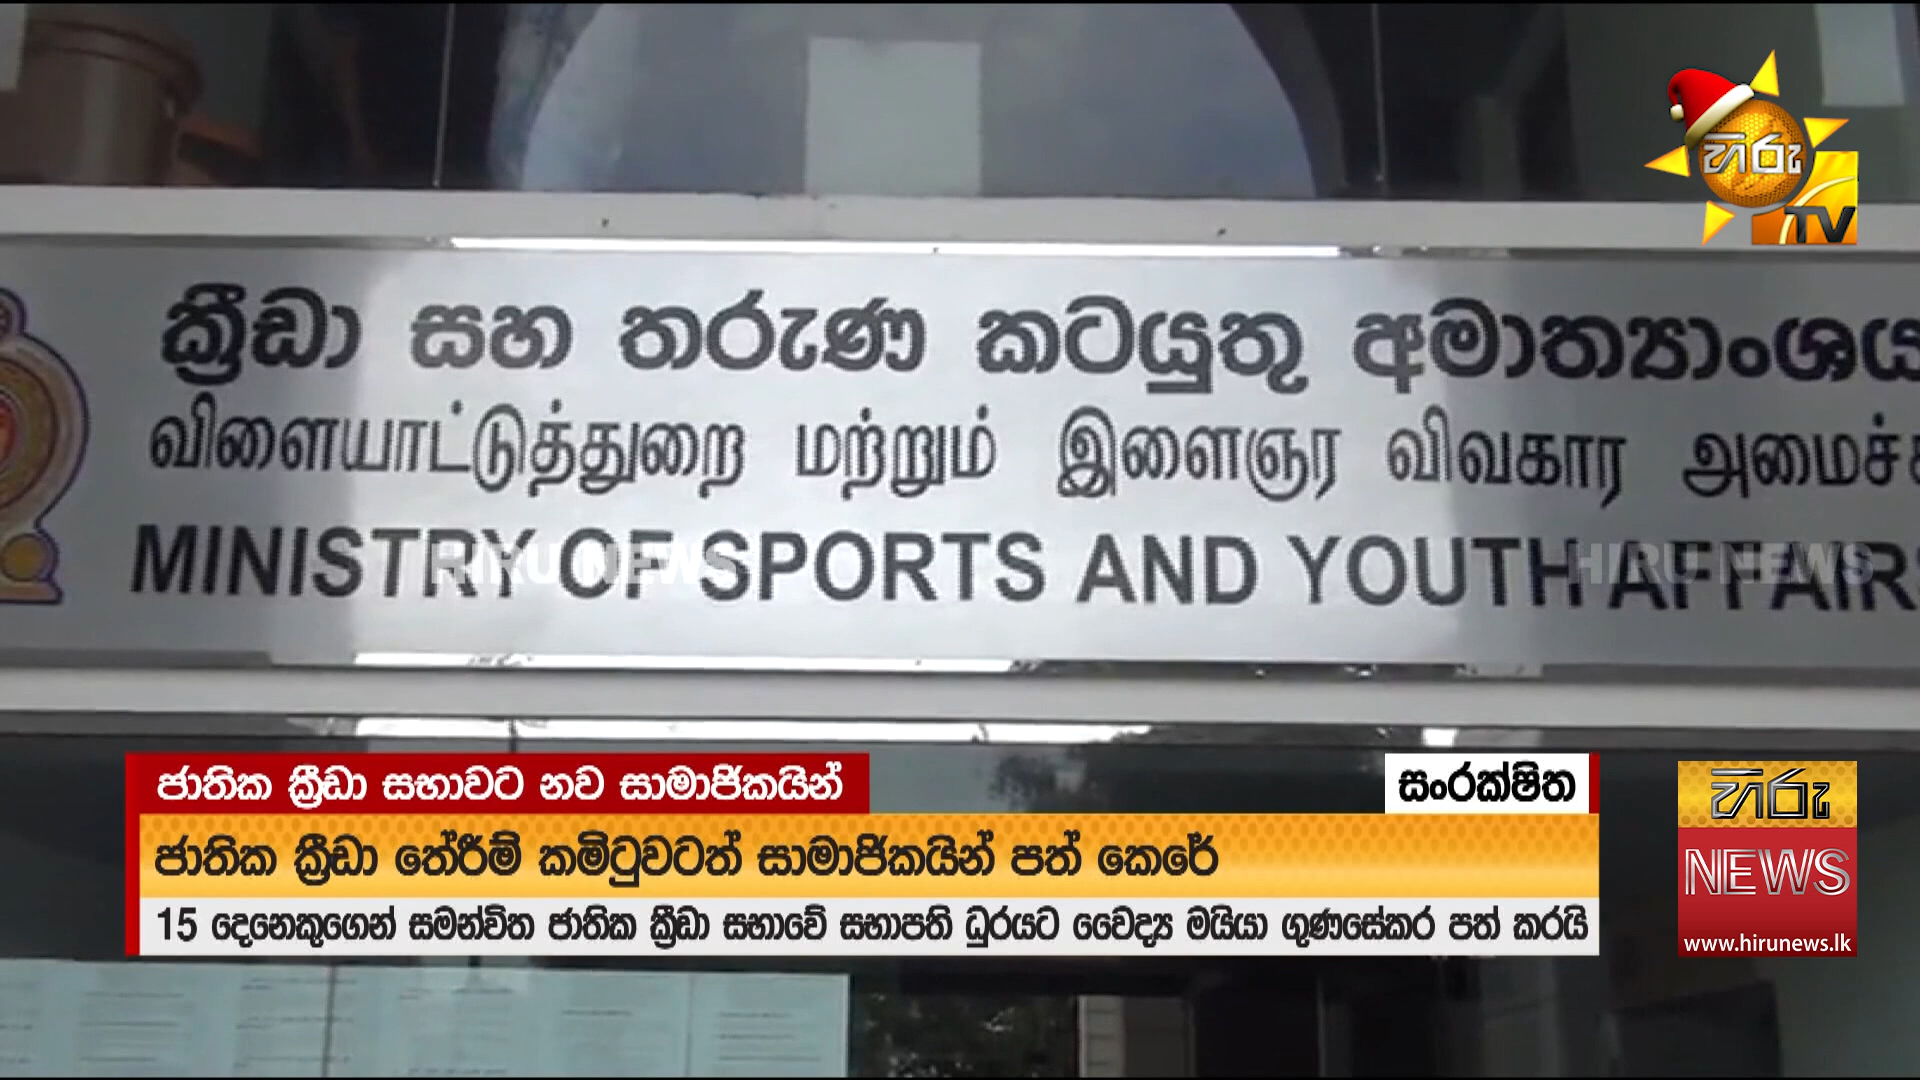 හිරු
TV
ක්‍රීඩා සහ තරුණ කටයුතු අමාත්‍යාංශය
விளையாட்டுத்துறை மற்றும் இளைஞர விவகார அமைச்
MINISTRY OF SPORTS AND YOUTH AFFAIRS
HIRU NEWS
HIRU NEWS
ජාතික ක්‍රීඩා සභාවට නව සාමාජිකයින්
සංරක්ෂිත
ජාතික ක්‍රීඩා තේරීම් කමිටුවටත් සාමාජිකයින් පත් කෙරේ
15 දෙනෙකුගෙන් සමන්විත ජාතික ක්‍රීඩා සභාවේ සභාපති ධුරයට වෛද්‍ය මයියා ගුණසේකර පත් කරයි
හිරු
NEWS
www.hirunews.lk